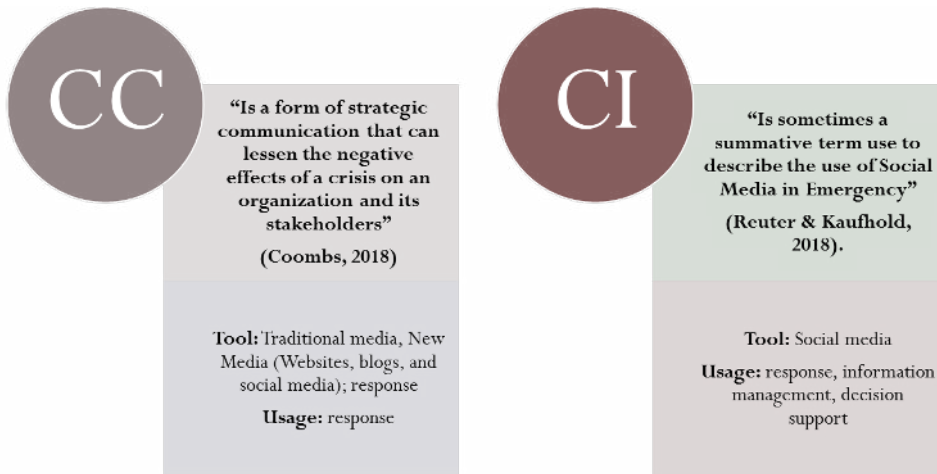 CC
“Is a form of strategic
communication that can
lessen the negative
effects of a crisis on an
organization and its
stakeholders”
(Coombs, 2018)
Tool: Traditional media, New
Media (Websites, blogs, and
social media); response
Usage: response
CI
“Is sometimes a
summative term use to
describe the use of Social
Media in Emergency”
(Reuter & Kaufhold,
2018).
Tool: Social media
Usage: response, information
management, decision
support